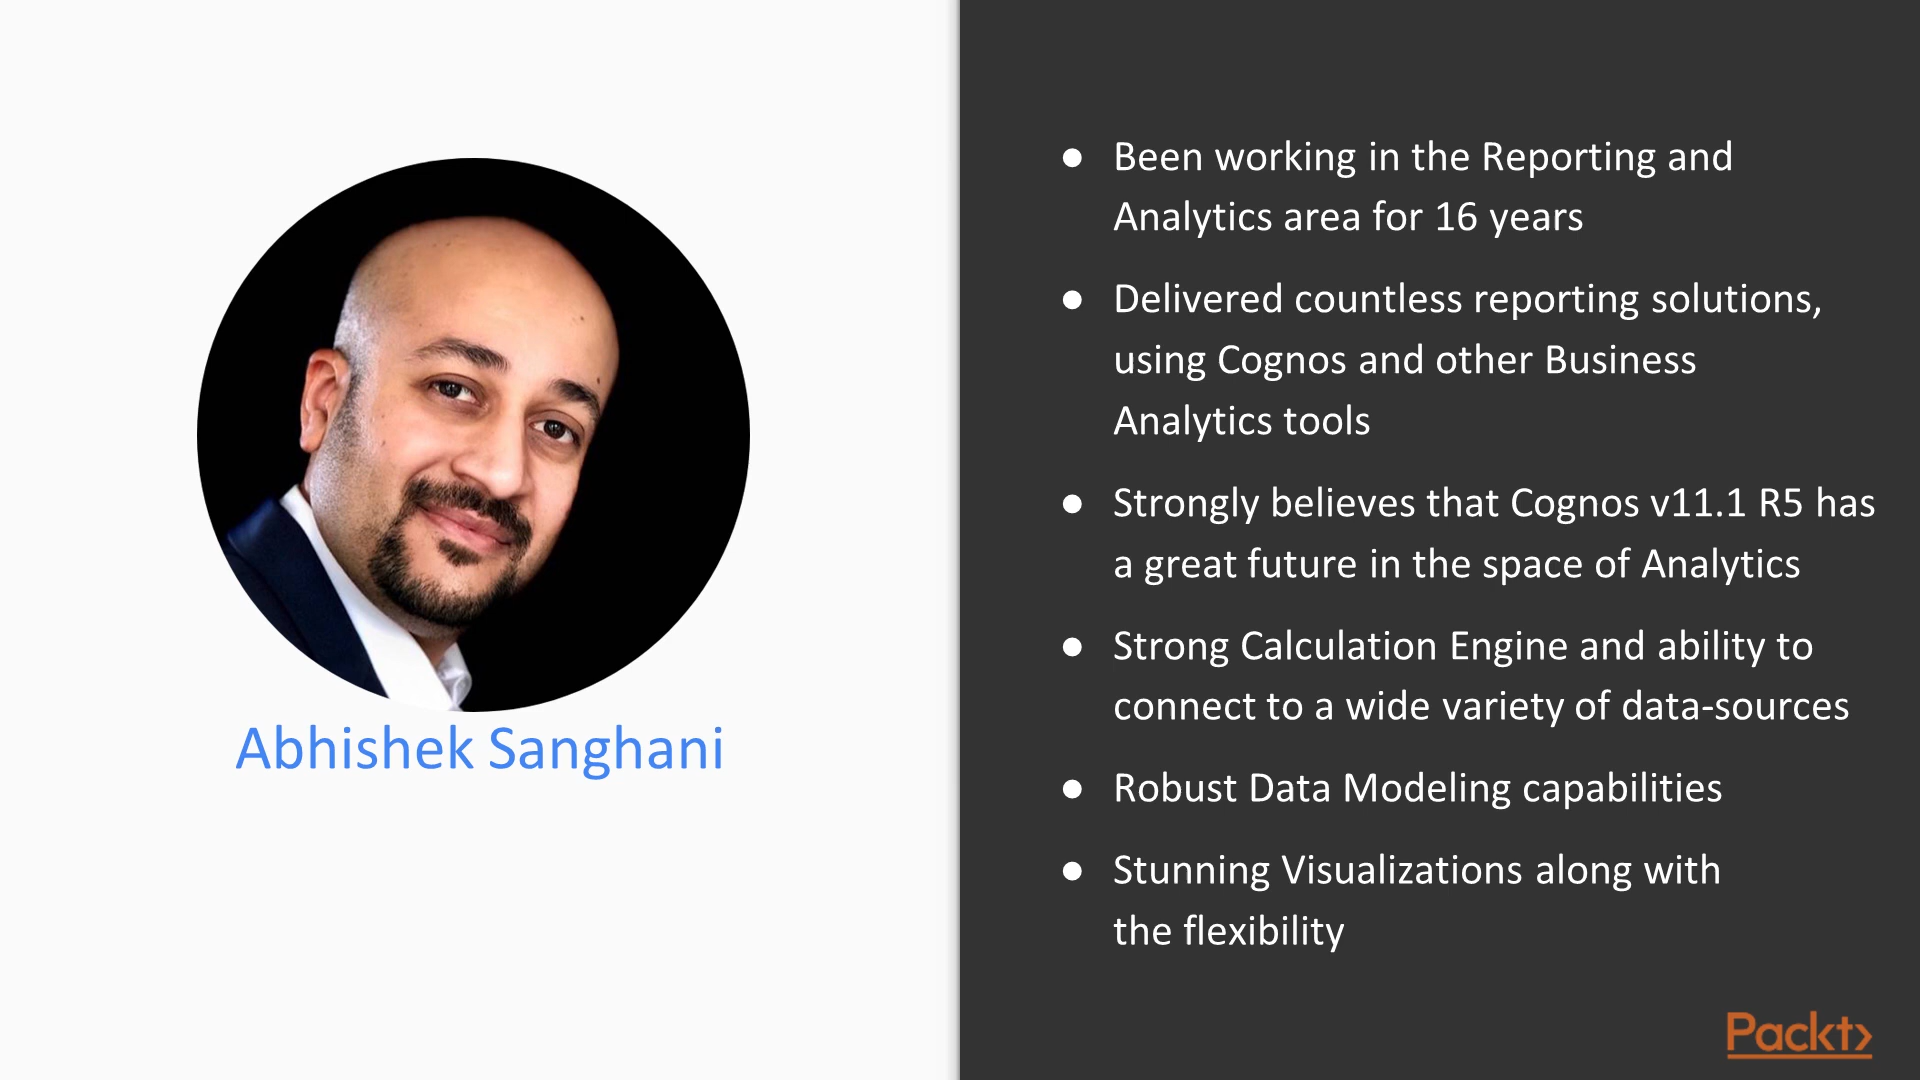 Abhishek Sanghani
● Been working in the Reporting and
Analytics area for 16 years
● Delivered countless reporting solutions,
using Cognos and other Business
Analytics tools
● Strongly believes that Cognos v11.1 R5 has
a great future in the space of Analytics
● Strong Calculation Engine and ability to
connect to a wide variety of data-sources
● Robust Data Modeling capabilities
● Stunning Visualizations along with
the flexibility
Packt>